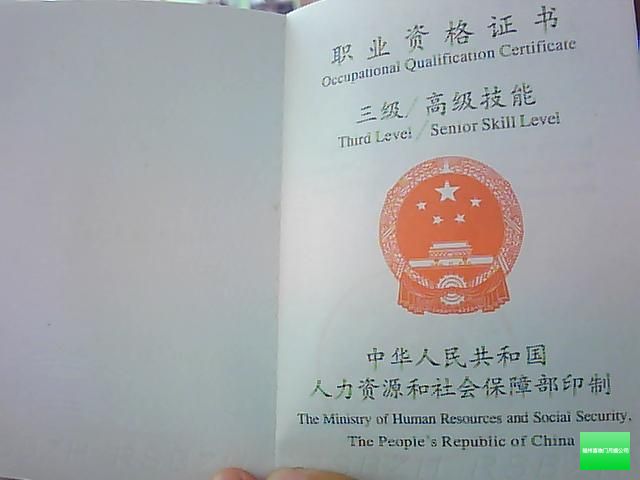 职业资格证书
Occupational Qualification Certificate
三级/高级技能
Third Level/Senior Skill Level
中华人民共和国
人力资源和社会保障部印制
The Ministry of Human Resources and Social Security,
The People's Republic of China